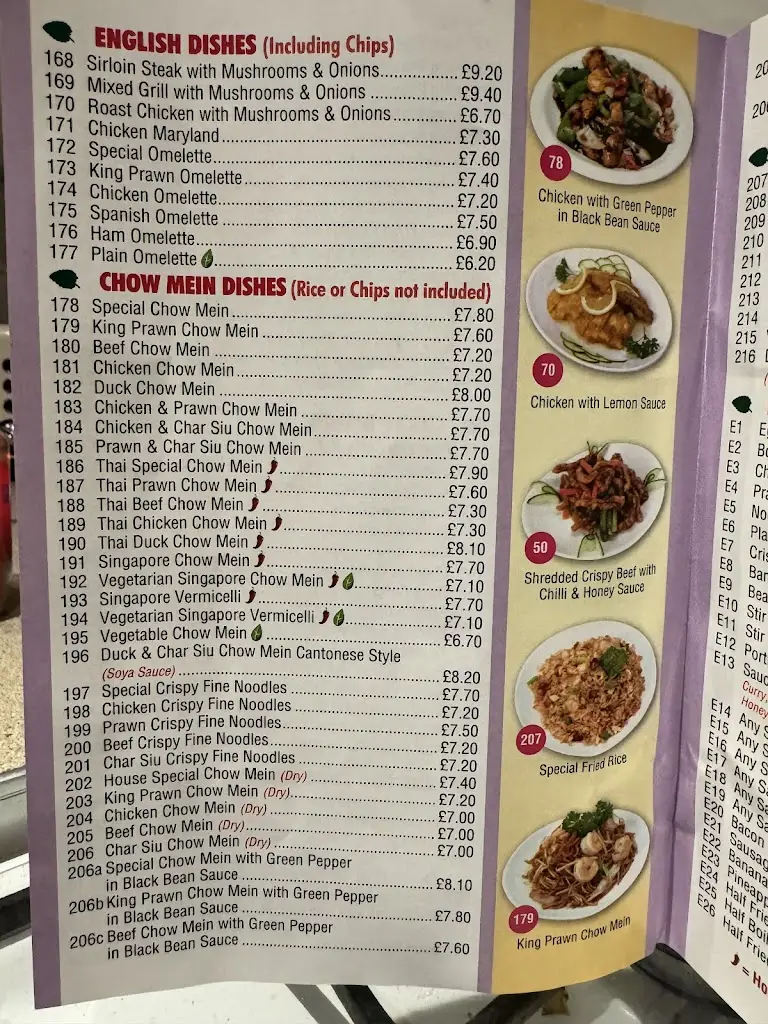 ENGLISH DISHES (Including Chips)
168 Sirloin Steak with Mushrooms & Onions £9.20
169 Mixed Grill with Mushrooms & Onions £9.40
170 Roast Chicken with Mushrooms & Onions £6.70
171 Chicken Maryland £7.30
172 Special Omelette £7.60
173 King Prawn Omelette £7.40
174 Chicken Omelette £7.20
175 Spanish Omelette £7.50
176 Ham Omelette £6.90
177 Plain Omelette £6.20
CHOW MEIN DISHES (Rice or Chips not included)
178 Special Chow Mein £7.80
179 King Prawn Chow Mein £7.60
180 Beef Chow Mein £7.20
181 Chicken Chow Mein £7.20
182 Duck Chow Mein £8.00
183 Chicken & Prawn Chow Mein £7.70
184 Chicken & Char Siu Chow Mein £7.70
185 Prawn & Char Siu Chow Mein £7.70
186 Thai Special Chow Mein £7.90
187 Thai Prawn Chow Mein £7.60
188 Thai Beef Chow Mein £7.30
189 Thai Chicken Chow Mein £7.30
190 Thai Duck Chow Mein £8.10
191 Singapore Chow Mein £7.70
192 Vegetarian Singapore Chow Mein £7.10
193 Singapore Vermicelli £7.70
194 Vegetarian Singapore Vermicelli £7.10
195 Vegetable Chow Mein £6.70
196 Duck & Char Siu Chow Mein Cantonese Style
(Soya Sauce) £8.20
197 Special Crispy Fine Noodles £7.70
198 Chicken Crispy Fine Noodles £7.20
199 Prawn Crispy Fine Noodles £7.50
200 Beef Crispy Fine Noodles £7.20
201 Char Siu Crispy Fine Noodles £7.20
202 House Special Chow Mein (Dry) £7.40
203 King Prawn Chow Mein (Dry) £7.20
204 Chicken Chow Mein (Dry) £7.00
205 Beef Chow Mein (Dry) £7.00
206 Char Siu Chow Mein (Dry) £7.00
206a Special Chow Mein with Green Pepper
in Black Bean Sauce £8.10
206b King Prawn Chow Mein with Green Pepper
in Black Bean Sauce £7.80
206c Beef Chow Mein with Green Pepper
in Black Bean Sauce £7.60
78
Chicken with Green Pepper
in Black Bean Sauce
70
Chicken with Lemon Sauce
50
Shredded Crispy Beef with
Chilli & Honey Sauce
207
Special Fried Rice
179
King Prawn Chow Mein
207
208
209
210
211
212
213
214
215
216
E1
E2
E3
E4
E5 No
E6
E7
E8
E9
E10 Stir
E11 Stir
E12
E13
Curry,
Honey
E14 Any
E15 Any
E16 Any
E17 Any
E18 Any
E19 Any
E20 Bacon
E21
E22 Banana
E23
E24 Half
E25 Half
E26 Half